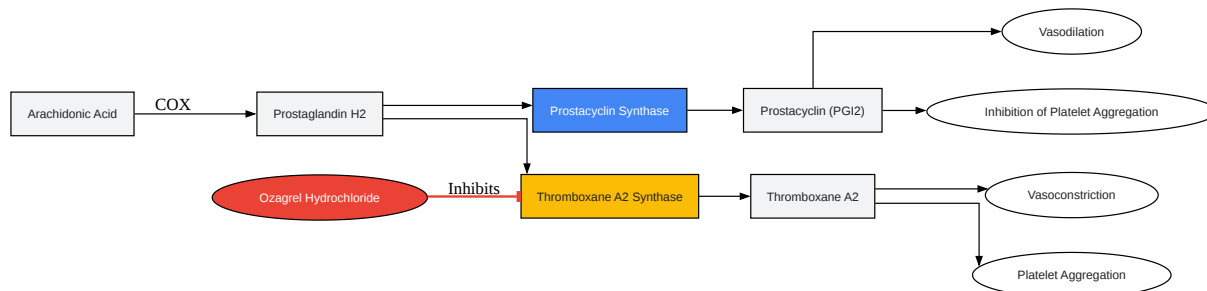 Vasodilation
COX
Arachidonic Acid
Prostaglandin H2
Prostacyclin Synthase
Prostacyclin (PGI2)
Inhibition of Platelet Aggregation
Inhibits
Ozagrel Hydrochloride
Thromboxane A2 Synthase
Thromboxane A2
Vasoconstriction
Platelet Aggregation